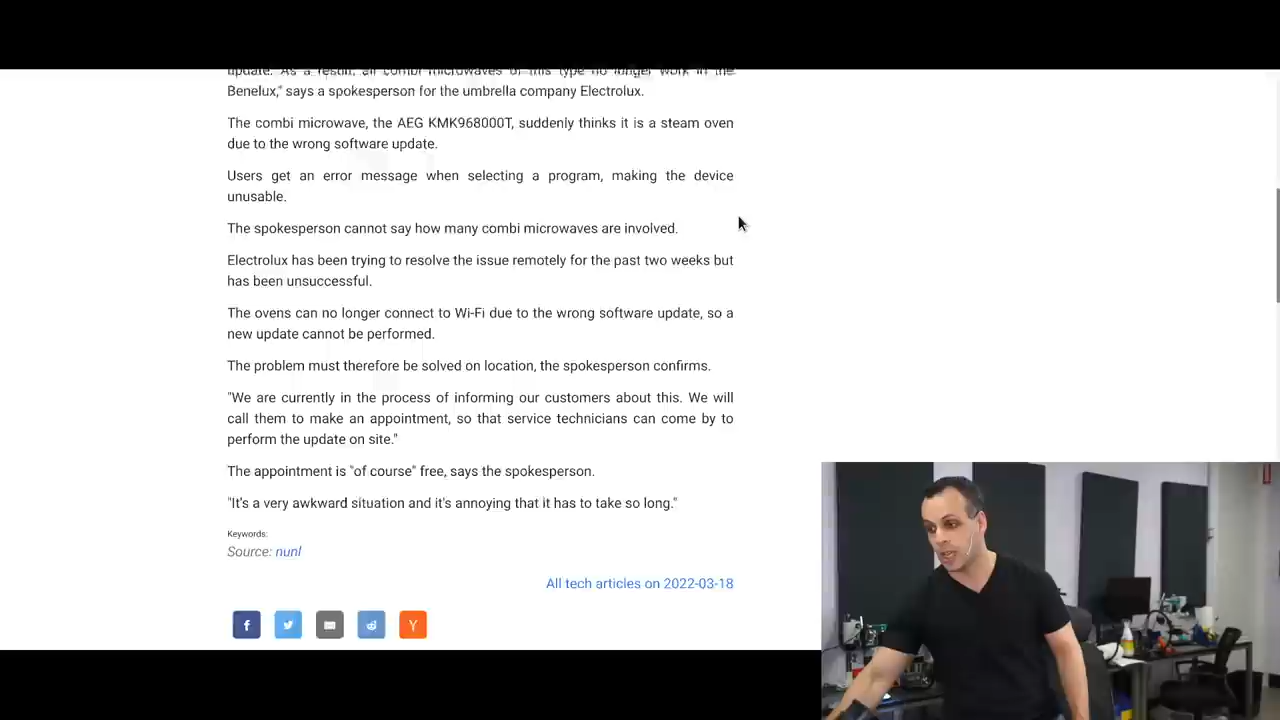 update. As a result, all combi microwaves of this type no longer work in the
Benelux," says a spokesperson for the umbrella company Electrolux.
The combi microwave, the AEG KMK968000T, suddenly thinks it is a steam oven
due to the wrong software update.
Users get an error message when selecting a program, making the device
unusable.
The spokesperson cannot say how many combi microwaves are involved.
Electrolux has been trying to resolve the issue remotely for the past two weeks but
has been unsuccessful.
The ovens can no longer connect to Wi-Fi due to the wrong software update, so a
new update cannot be performed.
The problem must therefore be solved on location, the spokesperson confirms.
"We are currently in the process of informing our customers about this. We will
call them to make an appointment, so that service technicians can come by to
perform the update on site."
The appointment is "of course" free, says the spokesperson.
"It's a very awkward situation and it's annoying that it has to take so long."
Keywords:
Source: nunl
All tech articles on 2022-03-18
f
Y